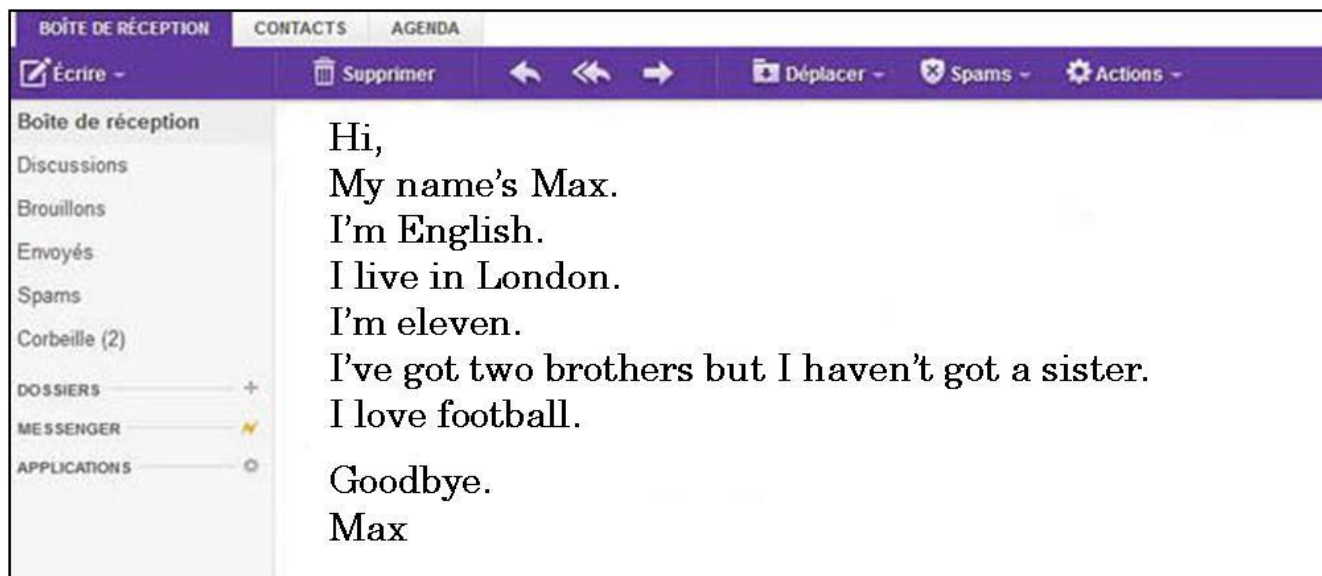 BOÎTE DE RÉCEPTION CONTACTS AGENDA
Écrire Supprimer Déplacer Spams Actions
Boîte de réception
Discussions
Brouillons
Envoyés
Spams
Corbeille (2)
DOSSIERS
MESSENGER
APPLICATIONS
Hi,
My name's Max.
I'm English.
I live in London.
I'm eleven.
I've got two brothers but I haven't got a sister.
I love football.
Goodbye.
Max